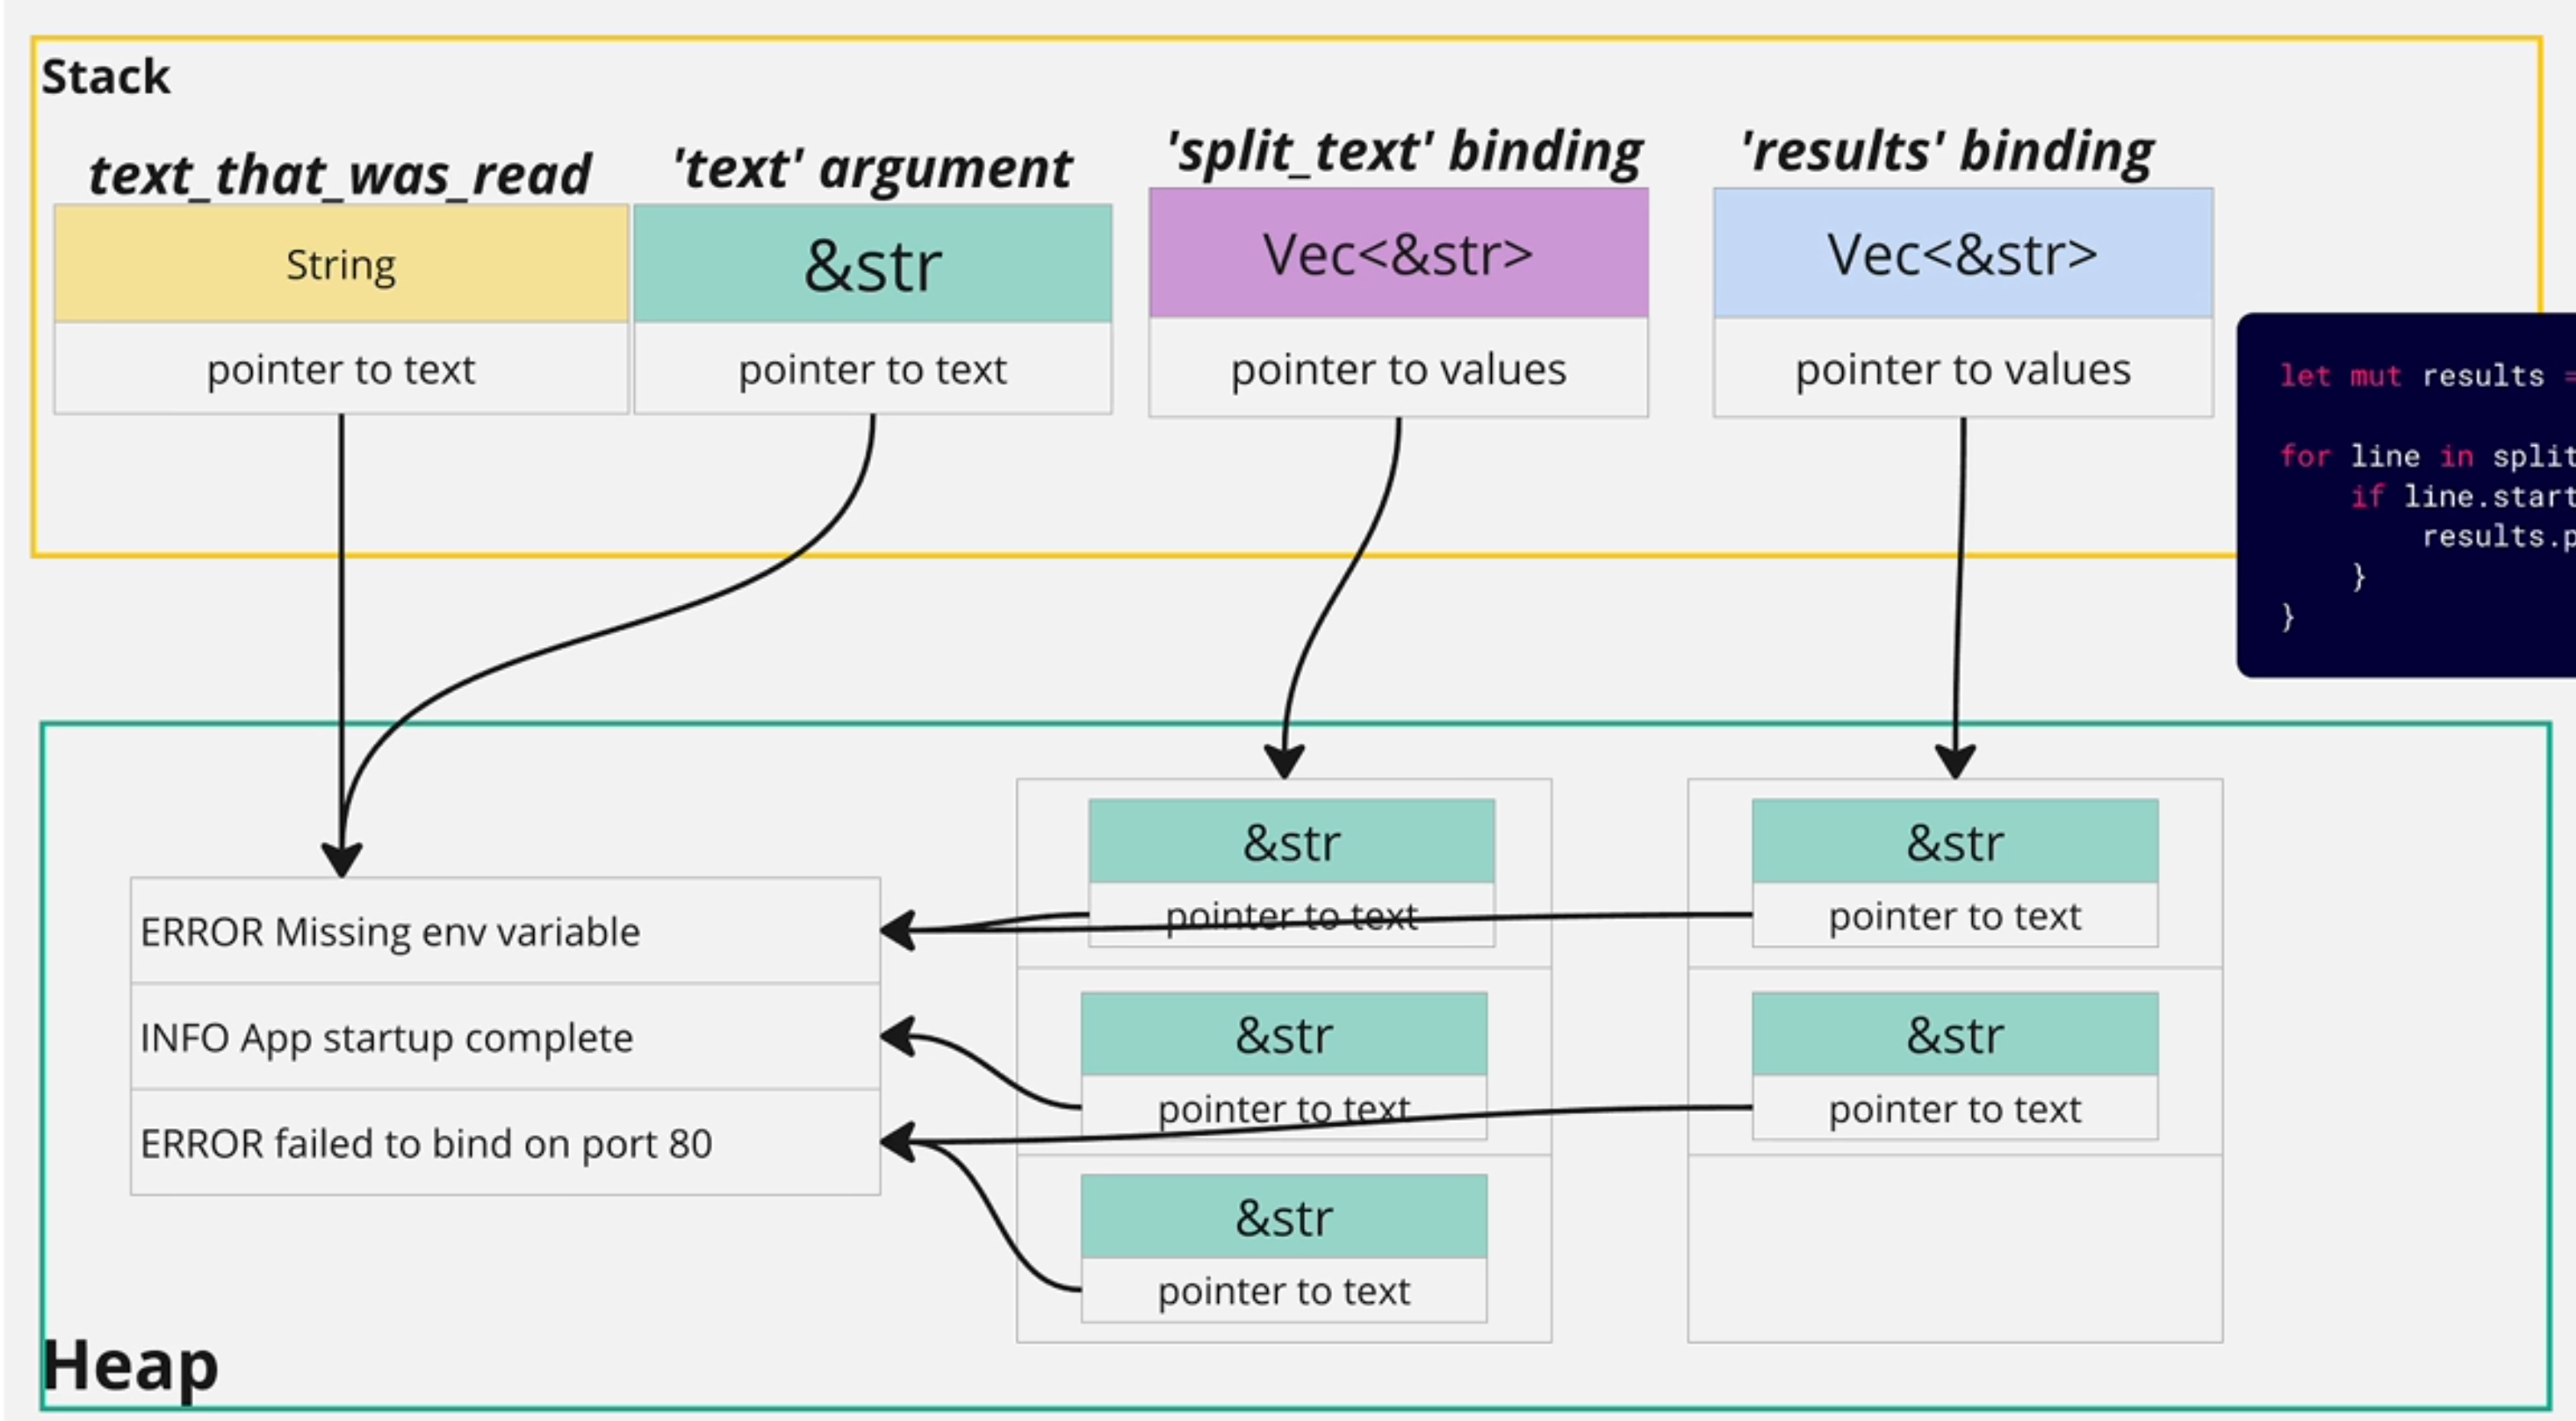 Stack
text_that_was_read
'text' argument
'split_text' binding
'results' binding
String
&str
Vec<&str>
Vec<&str>
pointer to text
pointer to text
pointer to values
pointer to values
let mut results =
for line in split
if line.start
results.p
}
}
&str
&str
pointer to text
pointer to text
ERROR Missing env variable
&str
&str
INFO App startup complete
pointer to text
pointer to text
ERROR failed to bind on port 80
&str
pointer to text
Heap